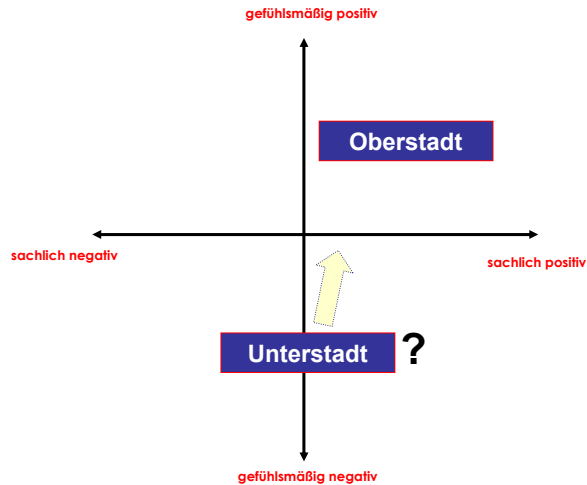 gefühlsmäßig positiv
Oberstadt
sachlich negativ
sachlich positiv
Unterstadt ?
gefühlsmäßig negativ